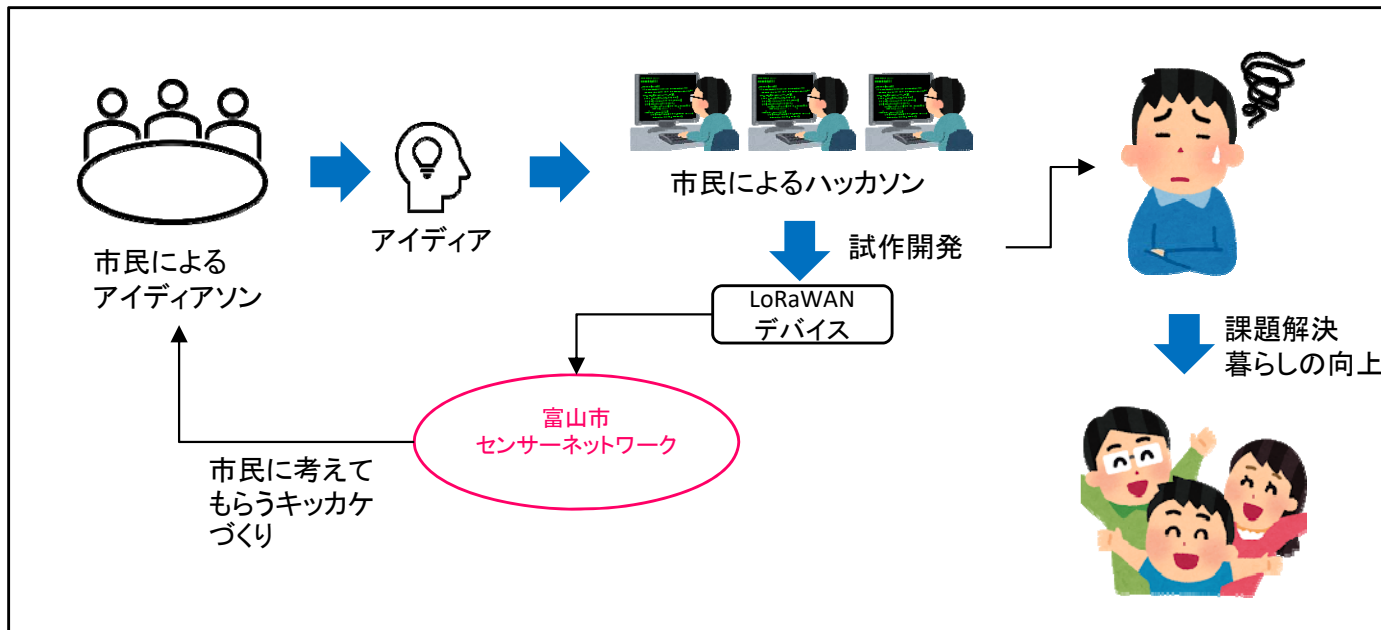 市民による
アイディアソン
アイディア
市民によるハッカソン
試作開発
LoRaWAN
デバイス
富山市
センサーネットワーク
市民に考えて
もらうキッカケ
づくり
課題解決
暮らしの向上